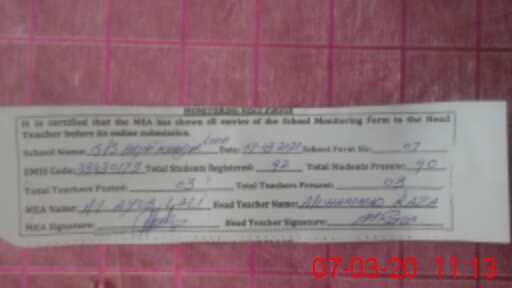 MONITORING VISIT PROOF
It is certified that the MEA has shown all entries of the School Monitoring Form to the Head
Teacher before its online submission.
School Name: Date: 07-03-2020 School Form No: 07
EMIS Code: Total Students Registered: 92 Total Students Present: 90
Total Teachers Posted: 03 Total Teachers Present: 03
MEA Name: ALI Head Teacher Name: MUHAMMAD RAZA
MEA Signature: Head Teacher Signature:
07-03-20 11:13